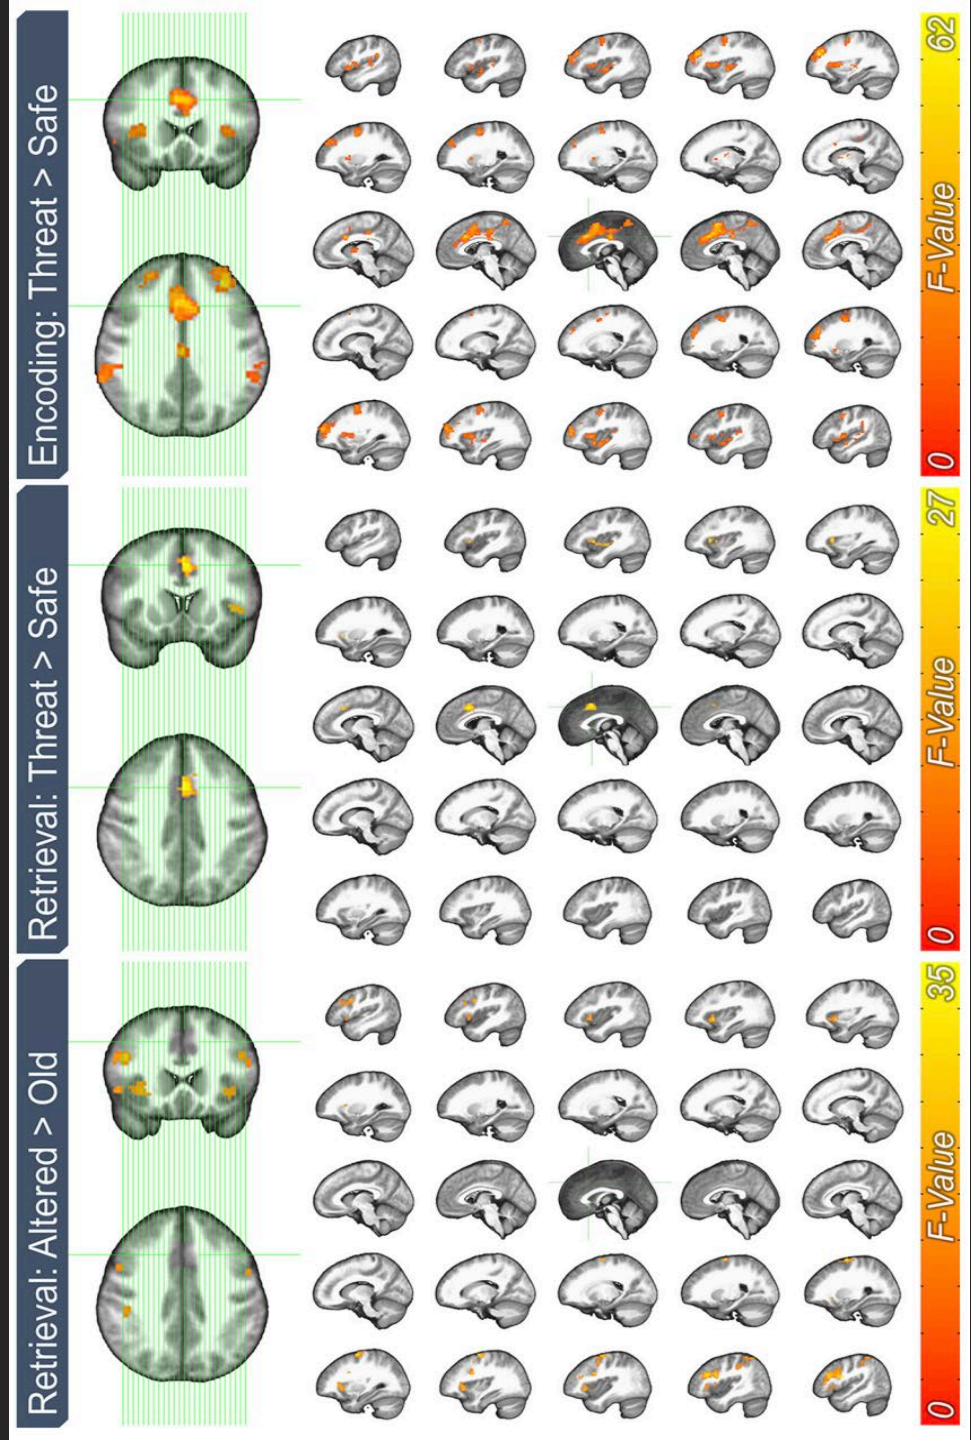 Encoding: Threat > Safe
62
F-Value
0
Retrieval: Threat > Safe
27
F-Value
0
Retrieval: Altered > Old
35
F-Value
0